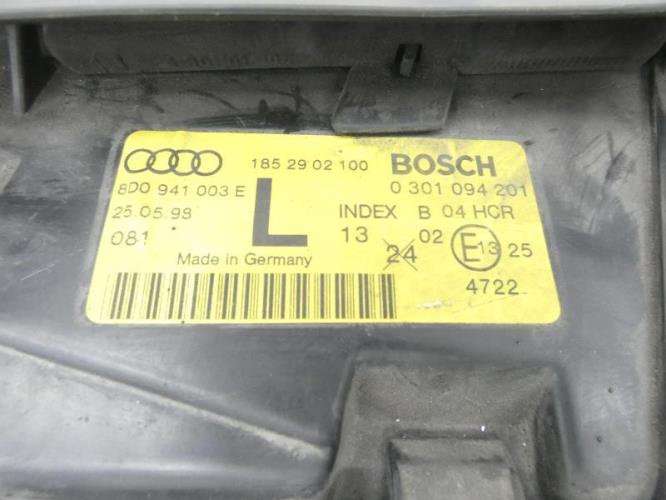 185 29 02 100 BOSCH
8D0 941 003 E 0 301 094 201
25.05.98 L INDEX B 04 HCR
081 13 24 02 E13 25
Made in Germany 4722